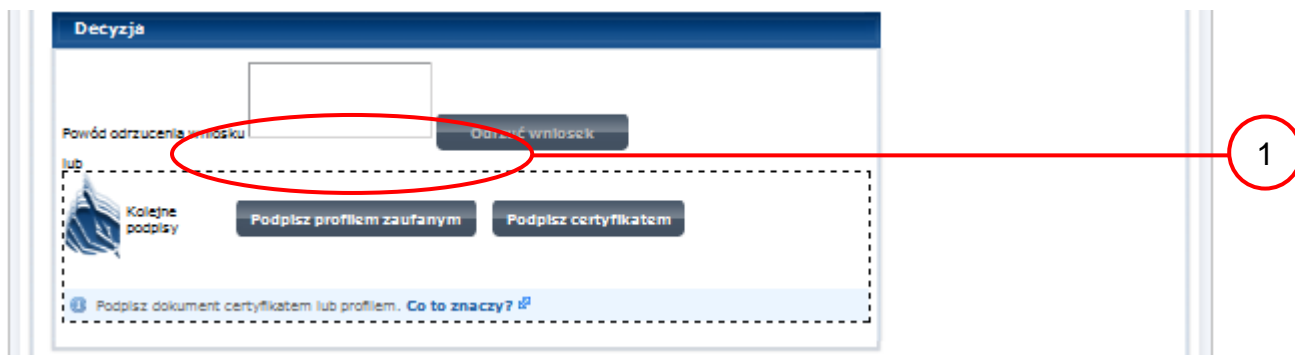 Decyzja
Powód odrzucenia wniosku
Odrzuć wniosek
1
lub
Kolejne
podpisy
Podpisz profilem zaufanym
Podpisz certyfikatem
Podpisz dokument certyfikatem lub profilem. Co to znaczy?